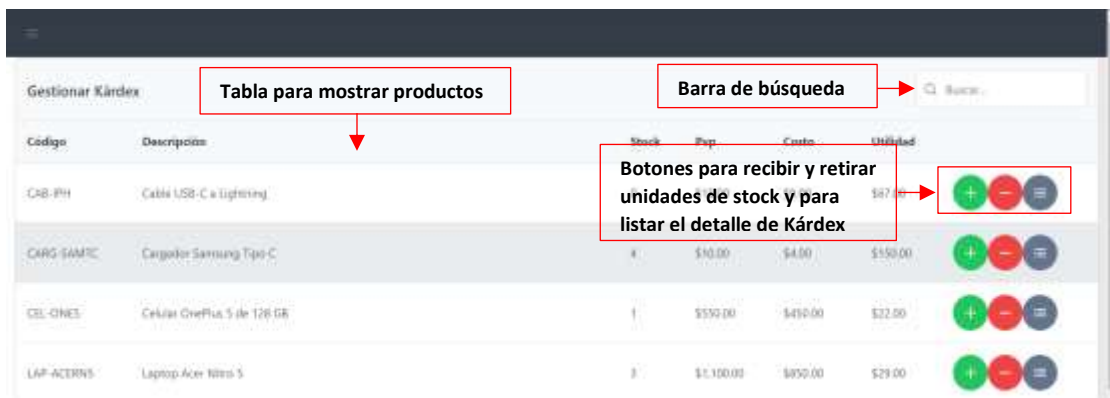 Gestionar Kárdex
Tabla para mostrar productos
Barra de búsqueda
Buscar...
Código Descripción Stock Pvp Costo Utilidad
Botones para recibir y retirar
unidades de stock y para
listar el detalle de Kárdex
CAB-IPH Cable USB-C a Lightning $67.00
CARG-SAMTC Cargador Samsung Tipo-C 4 $10.00 $4.00 $150.00
CEL-ONE5 Celular OnePlus 5 de 128 GB 1 $550.00 $450.00 $22.00
LAP-ACERN5 Laptop Acer Nitro 5 3 $1,100.00 $850.00 $29.00